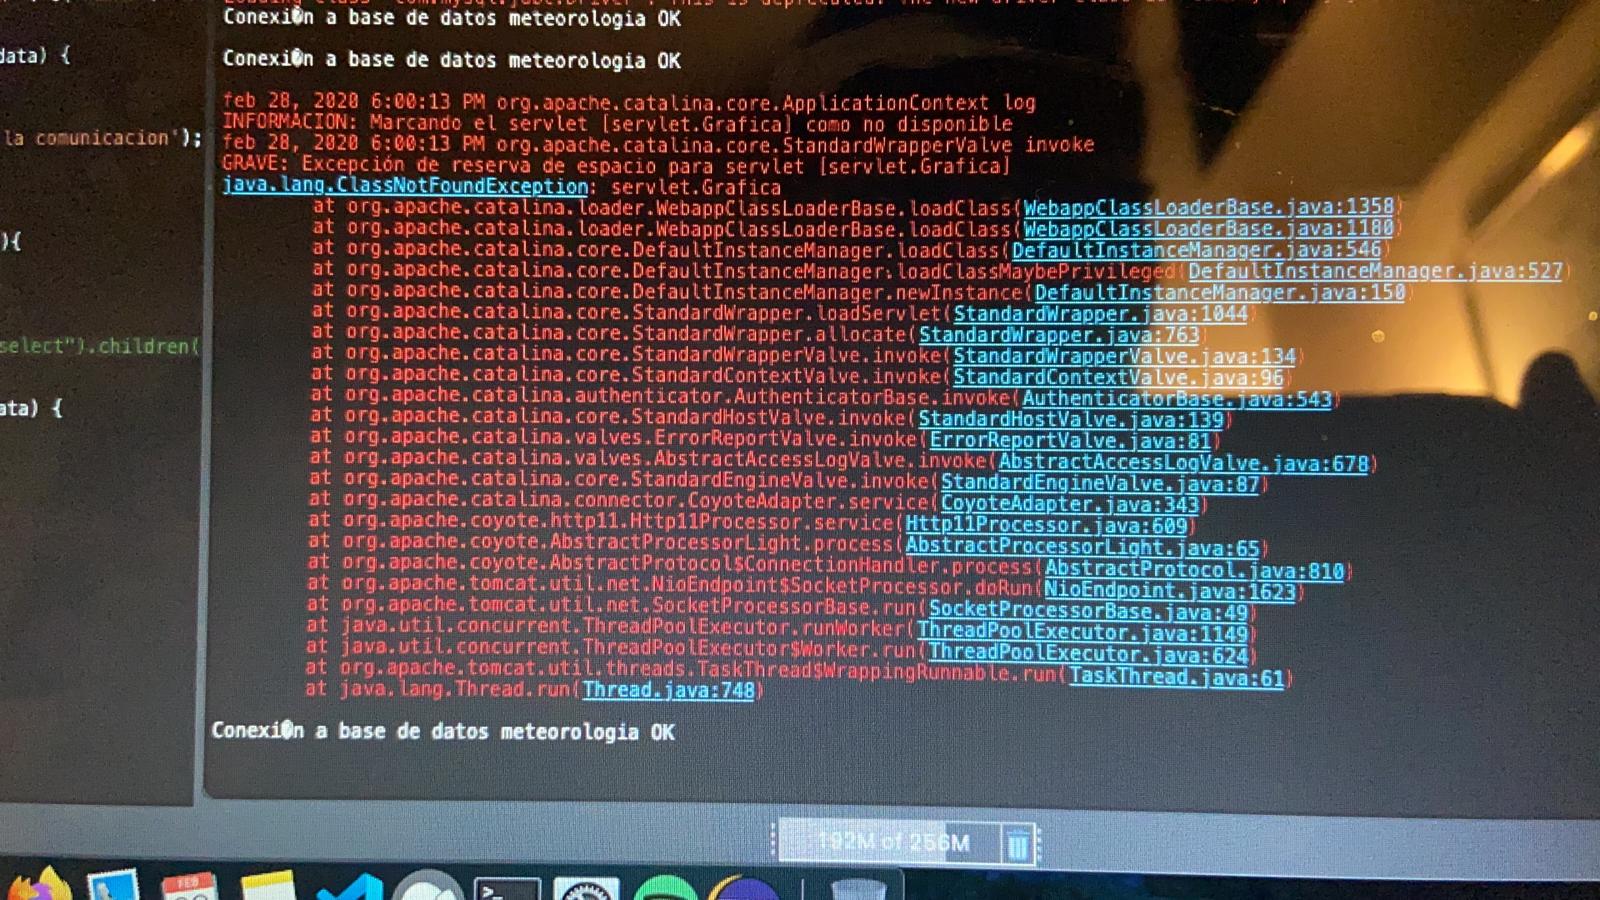 Conexi�n a base de datos meteorologia OK
data) {
Conexi�n a base de datos meteorologia OK
feb 28, 2020 6:00:13 PM org.apache.catalina.core.ApplicationContext log
INFORMACIÓN: Marcando el servlet [servlet.Grafica] como no disponible
la comunicacion');
feb 28, 2020 6:00:13 PM org.apache.catalina.core.StandardWrapperValve invoke
GRAVE: Excepción de reserva de espacio para servlet [servlet.Grafica]
java.lang.ClassNotFoundException: servlet.Grafica
at org.apache.catalina.loader.WebappClassLoaderBase.loadClass(WebappClassLoaderBase.java:1358)
at org.apache.catalina.loader.WebappClassLoaderBase.loadClass(WebappClassLoaderBase.java:1180)
){
at org.apache.catalina.core.DefaultInstanceManager.loadClass(DefaultInstanceManager.java:546)
at org.apache.catalina.core.DefaultInstanceManager.loadClassMaybePrivileged(DefaultInstanceManager.java:527)
at org.apache.catalina.core.DefaultInstanceManager.newInstance(DefaultInstanceManager.java:150)
at org.apache.catalina.core.StandardWrapper.loadServlet(StandardWrapper.java:1044)
at org.apache.catalina.core.StandardWrapper.allocate(StandardWrapper.java:763)
select").children(
at org.apache.catalina.core.StandardWrapperValve.invoke(StandardWrapperValve.java:134)
at org.apache.catalina.core.StandardContextValve.invoke(StandardContextValve.java:96)
at org.apache.catalina.authenticator.AuthenticatorBase.invoke(AuthenticatorBase.java:543)
ata) {
at org.apache.catalina.core.StandardHostValve.invoke(StandardHostValve.java:139)
at org.apache.catalina.valves.ErrorReportValve.invoke(ErrorReportValve.java:81)
at org.apache.catalina.valves.AbstractAccessLogValve.invoke(AbstractAccessLogValve.java:678)
at org.apache.catalina.core.StandardEngineValve.invoke(StandardEngineValve.java:87)
at org.apache.catalina.connector.CoyoteAdapter.service(CoyoteAdapter.java:343)
at org.apache.coyote.http11.Http11Processor.service(Http11Processor.java:609)
at org.apache.coyote.AbstractProcessorLight.process(AbstractProcessorLight.java:65)
at org.apache.coyote.AbstractProtocol$ConnectionHandler.process(AbstractProtocol.java:810)
at org.apache.tomcat.util.net.NioEndpoint$SocketProcessor.doRun(NioEndpoint.java:1623)
at org.apache.tomcat.util.net.SocketProcessorBase.run(SocketProcessorBase.java:49)
at java.util.concurrent.ThreadPoolExecutor.runWorker(ThreadPoolExecutor.java:1149)
at java.util.concurrent.ThreadPoolExecutor$Worker.run(ThreadPoolExecutor.java:624)
at org.apache.tomcat.util.threads.TaskThread$WrappingRunnable.run(TaskThread.java:61)
at java.lang.Thread.run(Thread.java:748)
Conexi�n a base de datos meteorologia OK
192M of 256M
FEB